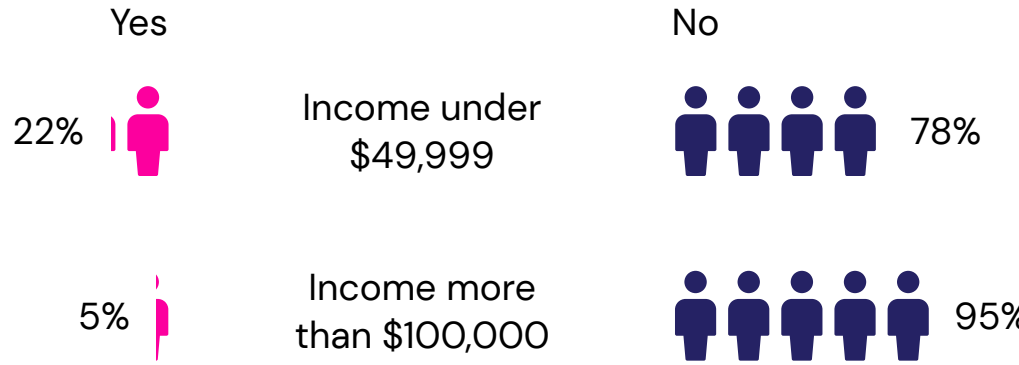 Yes
No
22%
Income under
$49,999
78%
5%
Income more
than $100,000
95%